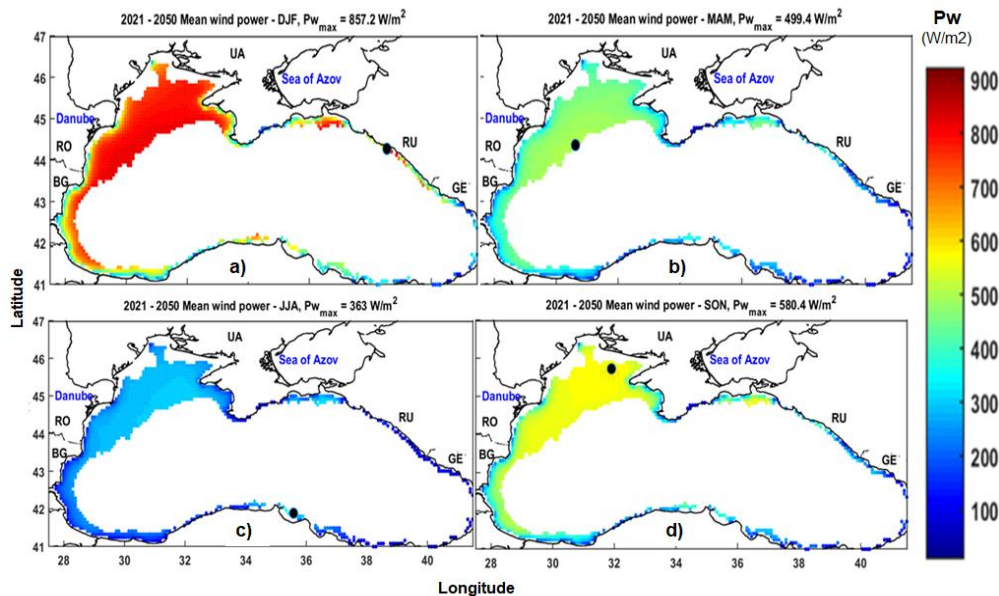 2021 - 2050 Mean wind power - DJF, Pw_max = 857.2 W/m²
2021 - 2050 Mean wind power - MAM, Pw_max = 499.4 W/m²
Pw
(W/m2)
47
46
45
44
43
42
41
UA
Sea of Azov
Danube
RO
BG
RU
GE
a)
UA
Sea of Azov
Danube
RO
BG
RU
GE
b)
900
800
700
600
500
400
300
200
100
Latitude
2021 - 2050 Mean wind power - JJA, Pw_max = 363 W/m²
2021 - 2050 Mean wind power - SON, Pw_max = 580.4 W/m²
47
46
45
44
43
42
41
UA
Sea of Azov
Danube
RO
BG
RU
GE
c)
UA
Sea of Azov
Danube
RO
BG
RU
GE
d)
28 30 32 34 36 38 40
28 30 32 34 36 38 40
Longitude